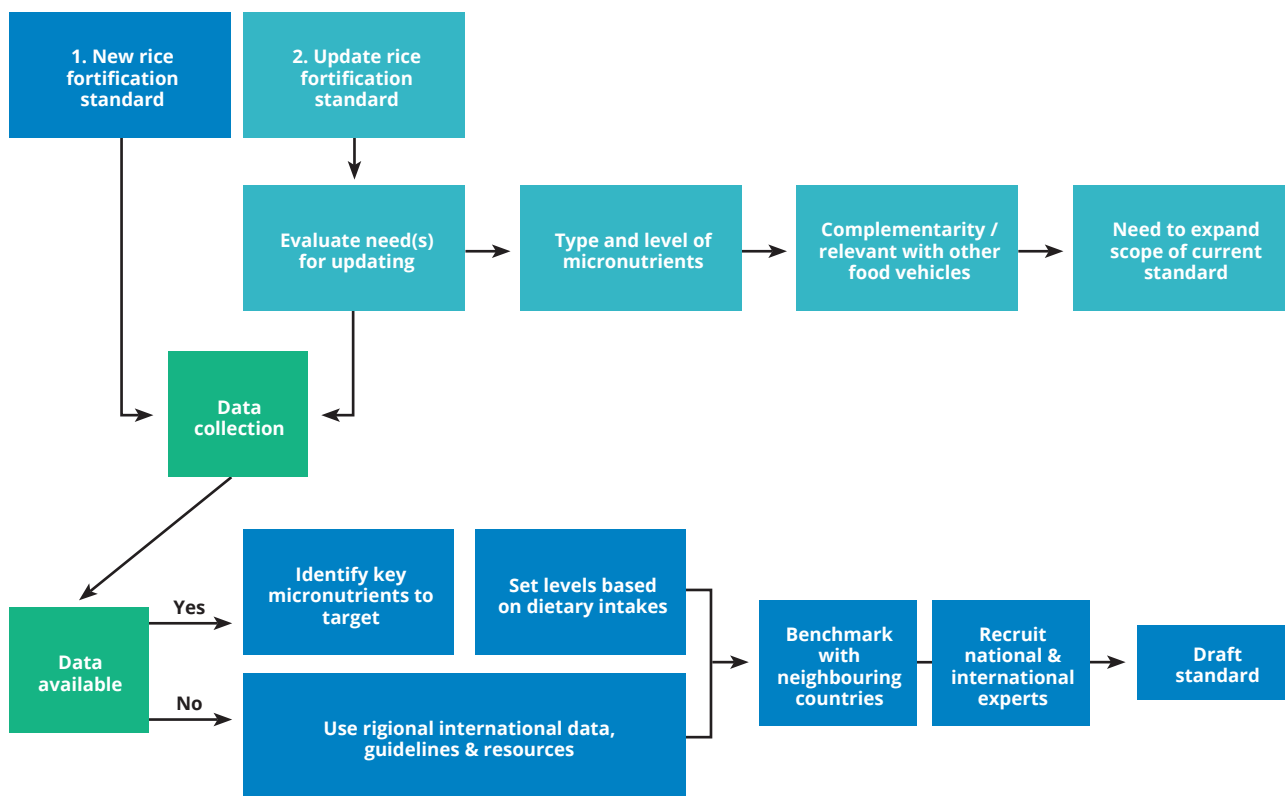 1. New rice
fortification
standard
2. Update rice
fortification
standard
Evaluate need(s)
for updating
Type and level of
micronutrients
Complementarity /
relevant with other
food vehicles
Need to expand
scope of current
standard
Data
collection
Data
available
Yes
No
Identify key
micronutrients to
target
Set levels based
on dietary intakes
Use rigional international data,
guidelines & resources
Benchmark
with
neighbouring
countries
Recruit
national &
international
experts
Draft
standard